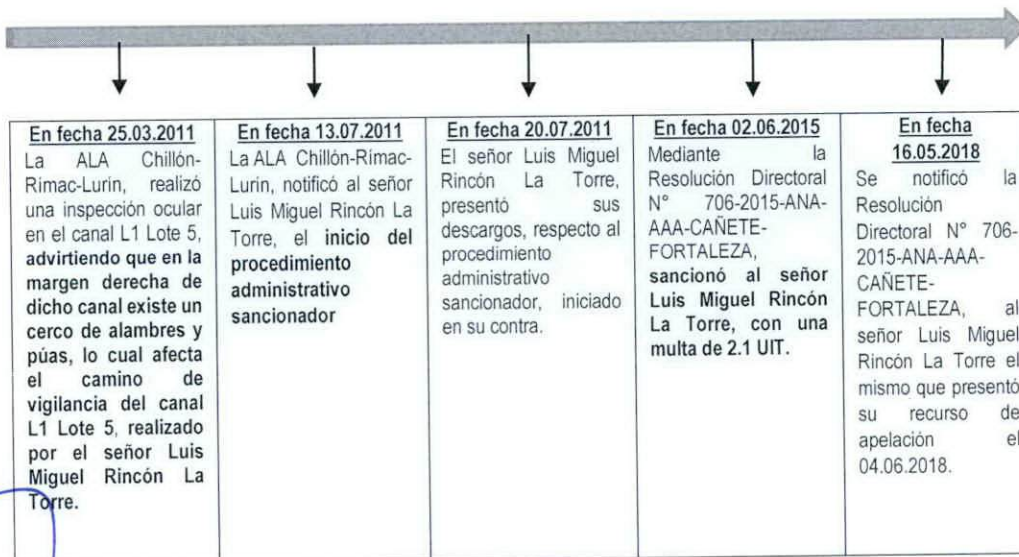 En fecha 25.03.2011
La ALA Chillón-
Rimac-Lurin, realizó
una inspección ocular
en el canal L1 Lote 5,
advirtiendo que en la
margen derecha de
dicho canal existe un
cerco de alambres y
púas, lo cual afecta
el camino de
vigilancia del canal
L1 Lote 5, realizado
por el señor Luis
Miguel Rincón La
Torre.
En fecha 13.07.2011
La ALA Chillón-Rimac-
Lurin, notificó al señor
Luis Miguel Rincón La
Torre, el inicio del
procedimiento
administrativo
sancionador
En fecha 20.07.2011
El señor Luis Miguel
Rincón La Torre,
presentó sus
descargos, respecto al
procedimiento
administrativo
sancionador, iniciado
en su contra.
En fecha 02.06.2015
Mediante la
Resolución Directoral
N° 706-2015-ANA-
AAA-CAÑETE-
FORTALEZA,
sancionó al señor
Luis Miguel Rincón
La Torre, con una
multa de 2.1 UIT.
En fecha
16.05.2018
Se notificó la
Resolución
Directoral N° 706-
2015-ANA-AAA-
CAÑETE-
FORTALEZA, al
señor Luis Miguel
Rincón La Torre el
mismo que presentó
su recurso de
apelación el
04.06.2018.